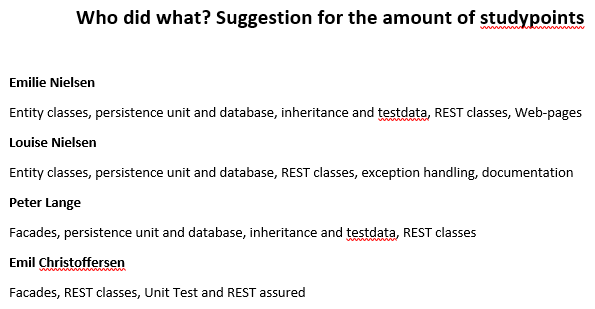 Who did what? Suggestion for the amount of studypoints
Emilie Nielsen
Entity classes, persistence unit and database, inheritance and testdata, REST classes, Web-pages
Louise Nielsen
Entity classes, persistence unit and database, REST classes, exception handling, documentation
Peter Lange
Facades, persistence unit and database, inheritance and testdata, REST classes
Emil Christoffersen
Facades, REST classes, Unit Test and REST assured